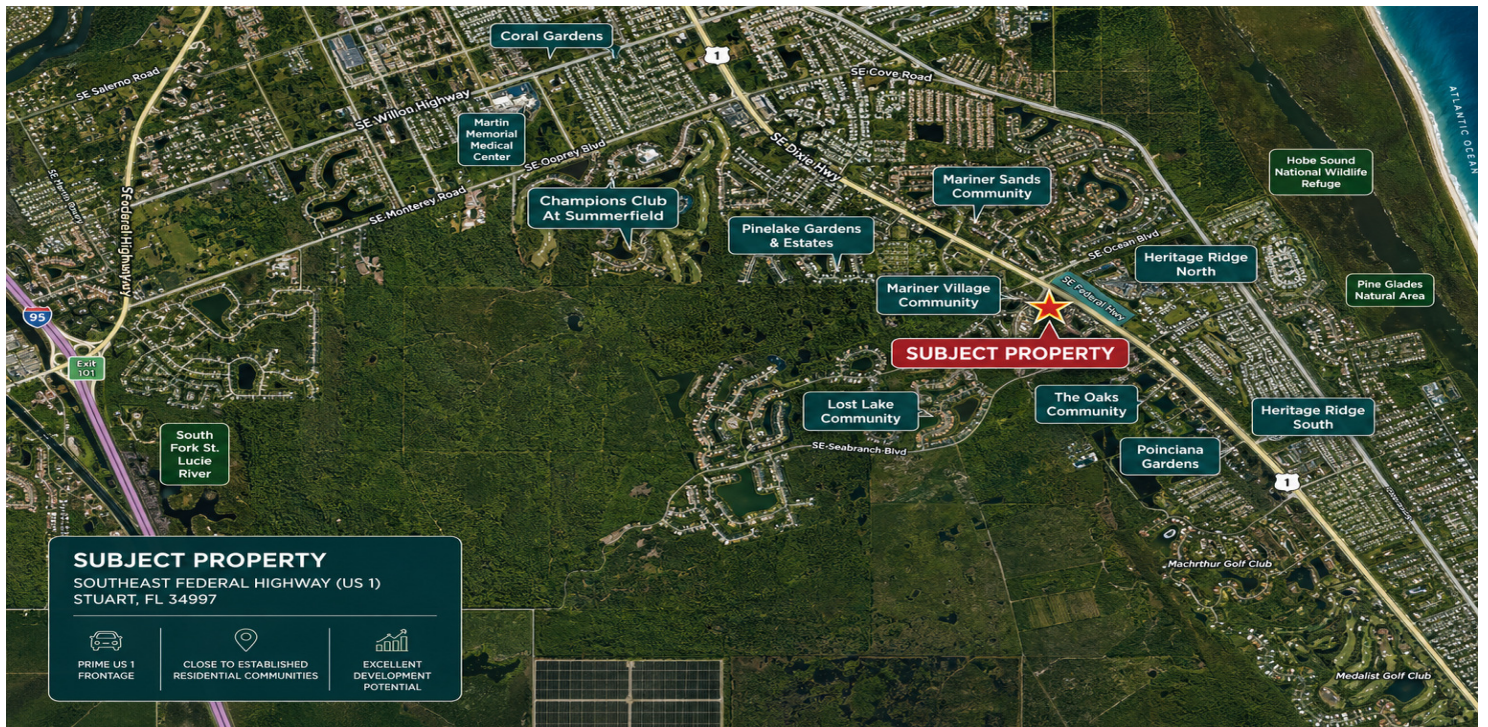 Coral Gardens
1
SE Cove Road
SE Salerno Road
SE Willon Highway
Martin
Memorial
Medical
Center
SE Ooprey Blvd
SE Dixie Hwy
ATLANTIC OCEAN
Hobe Sound
National Wildlife
Refuge
Mariner Sands
Community
SE Monterey Road
Champions Club
At Summerfield
Pinelake Gardens
& Estates
SE Ocean Blvd
Heritage Ridge
North
Mariner Village
Community
SE Federal Hwy
Pine Glades
Natural Area
95
Exit
101
SUBJECT PROPERTY
Lost Lake
Community
The Oaks
Community
Heritage Ridge
South
South
Fork St.
Lucie
River
SE Seabranch Blvd
Poinciana
Gardens
1
Machrthur Golf Club
Medalist Golf Club
SUBJECT PROPERTY
SOUTHEAST FEDERAL HIGHWAY (US 1)
STUART, FL 34997
PRIME US 1
FRONTAGE
CLOSE TO ESTABLISHED
RESIDENTIAL COMMUNITIES
EXCELLENT
DEVELOPMENT
POTENTIAL